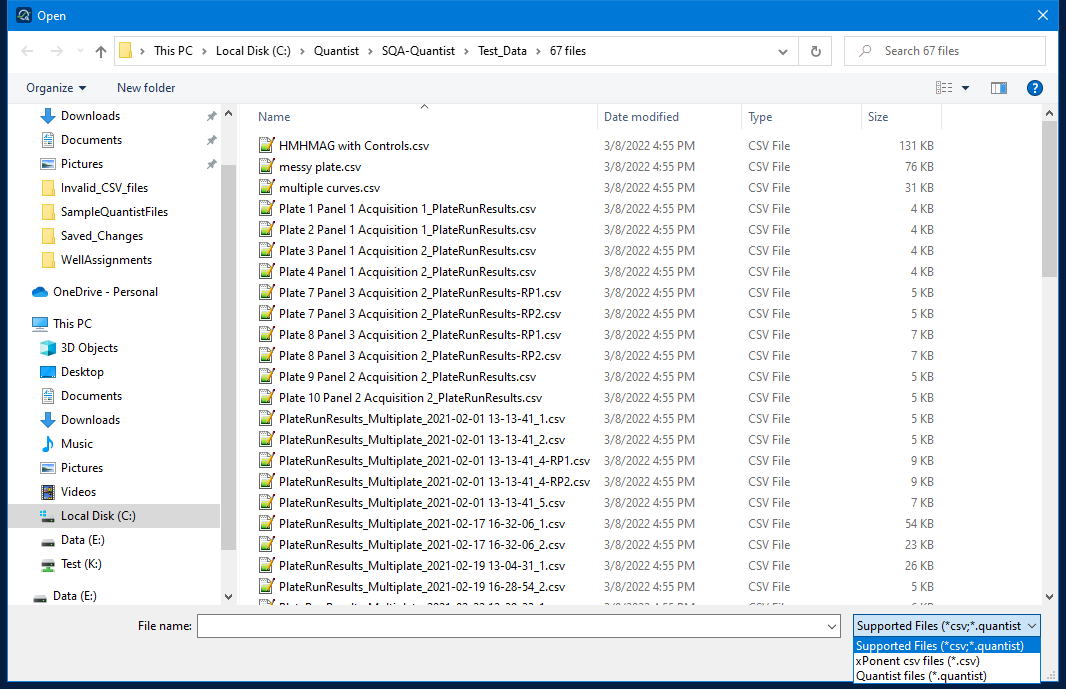 Open
This PC > Local Disk (C:) > Quantist > SQA-Quantist > Test_Data > 67 files
Search 67 files
Organize
New folder
Downloads
Documents
Pictures
Invalid_CSV_files
SampleQuantistFiles
Saved_Changes
WellAssignments
OneDrive - Personal
This PC
3D Objects
Desktop
Documents
Downloads
Music
Pictures
Videos
Local Disk (C:)
Data (E:)
Test (K:)
Data (E:)
Name Date modified Type Size
HMHMAG with Controls.csv 3/8/2022 4:55 PM CSV File 131 KB
messy plate.csv 3/8/2022 4:55 PM CSV File 76 KB
multiple curves.csv 3/8/2022 4:55 PM CSV File 31 KB
Plate 1 Panel 1 Acquisition 1_PlateRunResults.csv 3/8/2022 4:55 PM CSV File 4 KB
Plate 2 Panel 1 Acquisition 1_PlateRunResults.csv 3/8/2022 4:55 PM CSV File 4 KB
Plate 3 Panel 1 Acquisition 2_PlateRunResults.csv 3/8/2022 4:55 PM CSV File 4 KB
Plate 4 Panel 1 Acquisition 2_PlateRunResults.csv 3/8/2022 4:55 PM CSV File 4 KB
Plate 7 Panel 3 Acquisition 2_PlateRunResults-RP1.csv 3/8/2022 4:55 PM CSV File 5 KB
Plate 7 Panel 3 Acquisition 2_PlateRunResults-RP2.csv 3/8/2022 4:55 PM CSV File 5 KB
Plate 8 Panel 3 Acquisition 2_PlateRunResults-RP1.csv 3/8/2022 4:55 PM CSV File 7 KB
Plate 8 Panel 3 Acquisition 2_PlateRunResults-RP2.csv 3/8/2022 4:55 PM CSV File 7 KB
Plate 9 Panel 2 Acquisition 2_PlateRunResults.csv 3/8/2022 4:55 PM CSV File 5 KB
Plate 10 Panel 2 Acquisition 2_PlateRunResults.csv 3/8/2022 4:55 PM CSV File 5 KB
PlateRunResults_Multiplate_2021-02-01 13-13-41_1.csv 3/8/2022 4:55 PM CSV File 5 KB
PlateRunResults_Multiplate_2021-02-01 13-13-41_2.csv 3/8/2022 4:55 PM CSV File 5 KB
PlateRunResults_Multiplate_2021-02-01 13-13-41_4-RP1.csv 3/8/2022 4:55 PM CSV File 9 KB
PlateRunResults_Multiplate_2021-02-01 13-13-41_4-RP2.csv 3/8/2022 4:55 PM CSV File 9 KB
PlateRunResults_Multiplate_2021-02-01 13-13-41_5.csv 3/8/2022 4:55 PM CSV File 7 KB
PlateRunResults_Multiplate_2021-02-17 16-32-06_1.csv 3/8/2022 4:55 PM CSV File 54 KB
PlateRunResults_Multiplate_2021-02-17 16-32-06_2.csv 3/8/2022 4:55 PM CSV File 23 KB
PlateRunResults_Multiplate_2021-02-19 13-04-31_1.csv 3/8/2022 4:55 PM CSV File 26 KB
PlateRunResults_Multiplate_2021-02-19 16-28-54_2.csv 3/8/2022 4:55 PM CSV File 5 KB
File name:
Supported Files (*csv;*.quantist
Supported Files (*csv;*.quantist)
xPonent csv files (*.csv)
Quantist files (*.quantist)